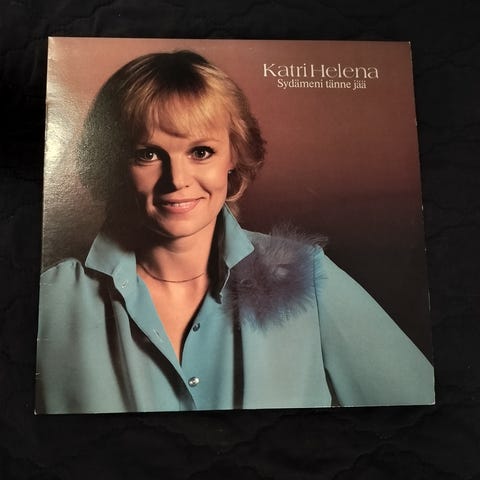 Katri Helena
Sydämeni tänne jää